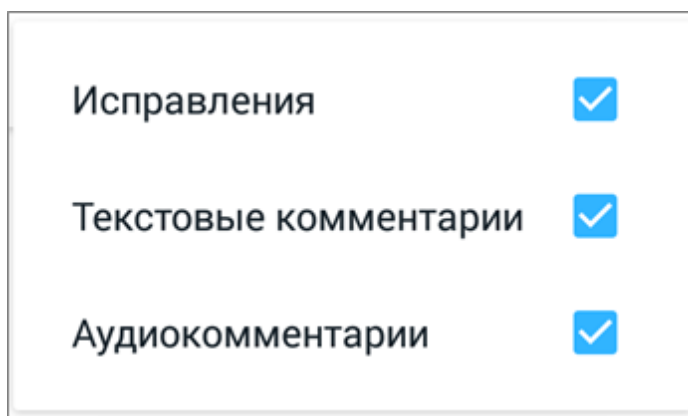 Исправления
Текстовые комментарии
Аудиокомментарии